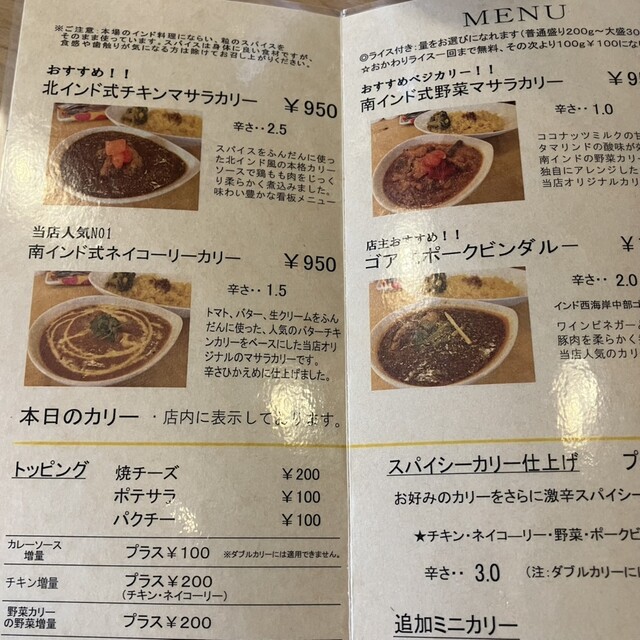 ※ご注意:本場のインド料理にならい、粒のスパイスを
そのまま使っています。スパイスは身体に良い食材ですが、
食感や歯触りが気になる方は除けてお召し上がりください。
おすすめ!!
北インド式チキンマサラカリー ￥950
辛さ‥2.5
スパイスをふんだんに使っ
た北インド風の本格カリー
ソースで鶏もも肉をじっく
り柔らかく煮込みました。
味わい豊かな看板メニュー
当店人気NO1
南インド式ネイコーリーカリー ￥950
辛さ‥1.5
トマト、バター、生クリームをふん
だんに使った、人気のバターチキ
ンカリーをベースにした当店オリ
ジナルのマサラカリーです。
辛さひかえめに仕上げました。
本日のカリー ・店内に表示しております。
トッピング 焼チーズ ￥200
ポテサラ ￥100
パクチー ￥100
カレーソース
増量 プラス￥100 ※ダブルカリーには適用できません。
チキン増量 プラス￥200
(チキン・ネイコーリー)
野菜カリー
の野菜増量 プラス￥200
MENU
◎ライス付き:量をお選びになれます(普通盛り200g～大盛30
☆おかわりライス一回まで無料、その次より100g￥100にな
おすすめベジカリー!!
南インド式野菜マサラカリー ￥95
辛さ‥1.0
ココナッツミルクの甘
タマリンドの酸味が
南インドの野菜カリー
独自にアレンジした
当店オリジナルカリ
店主おすすめ!!
ゴア ポークビンダルー ￥
辛さ‥2.0
インド西海岸中部ゴ
ワインビネガー
豚肉を柔らかく
当店人気のカリ
スパイシーカリー仕上げ プ
お好みのカリーをさらに激辛スパイシー
★チキン・ネイコーリー・野菜・ポークビ
辛さ‥3.0 (注:ダブルカリーに
追加ミニカリー